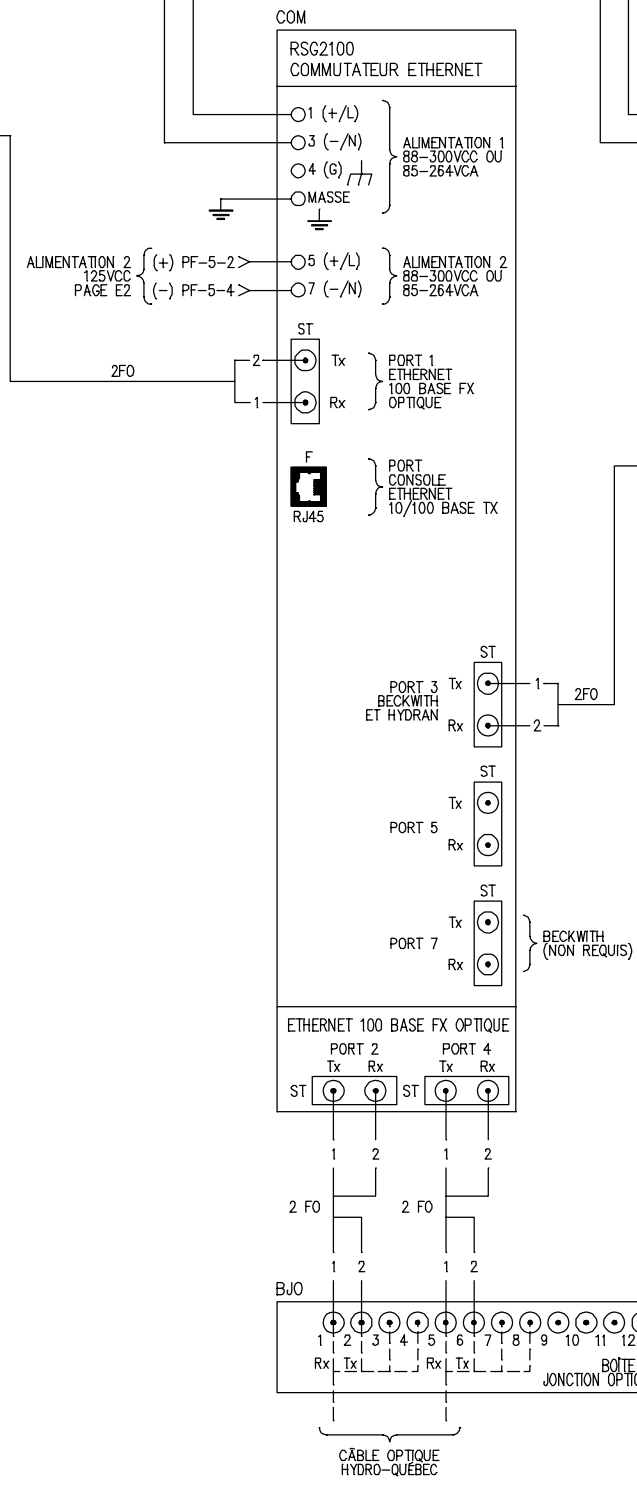 COM
RSG2100
COMMUTATEUR ETHERNET
1 (+/L)
3 (-/N)
4 (G)
MASSE
ALIMENTATION 1
88-300VCC OU
85-264VCA
ALIMENTATION 2
125VCC
PAGE E2
(+) PF-5-2
(-) PF-5-4
5 (+/L)
7 (-/N)
ALIMENTATION 2
88-300VCC OU
85-264VCA
ST
2FO
2
Tx
1
Rx
PORT 1
ETHERNET
100 BASE FX
OPTIQUE
F
RJ45
PORT
CONSOLE
ETHERNET
10/100 BASE TX
ST
PORT 3
BECKWITH
ET HYDRAN
Tx
1
Rx
2
2FO
ST
Tx
PORT 5
Rx
ST
Tx
PORT 7
Rx
BECKWITH
(NON REQUIS)
ETHERNET 100 BASE FX OPTIQUE
PORT 2
PORT 4
Tx Rx
Tx Rx
ST
ST
1 2
1 2
2 FO
2 FO
1 2
1 2
BJO
1 2 3 4 5 6 7 8 9 10 11 12
Rx Tx
Rx Tx
BOÎTE
JONCTION
CÂBLE OPTIQUE
HYDRO-QUÉBEC